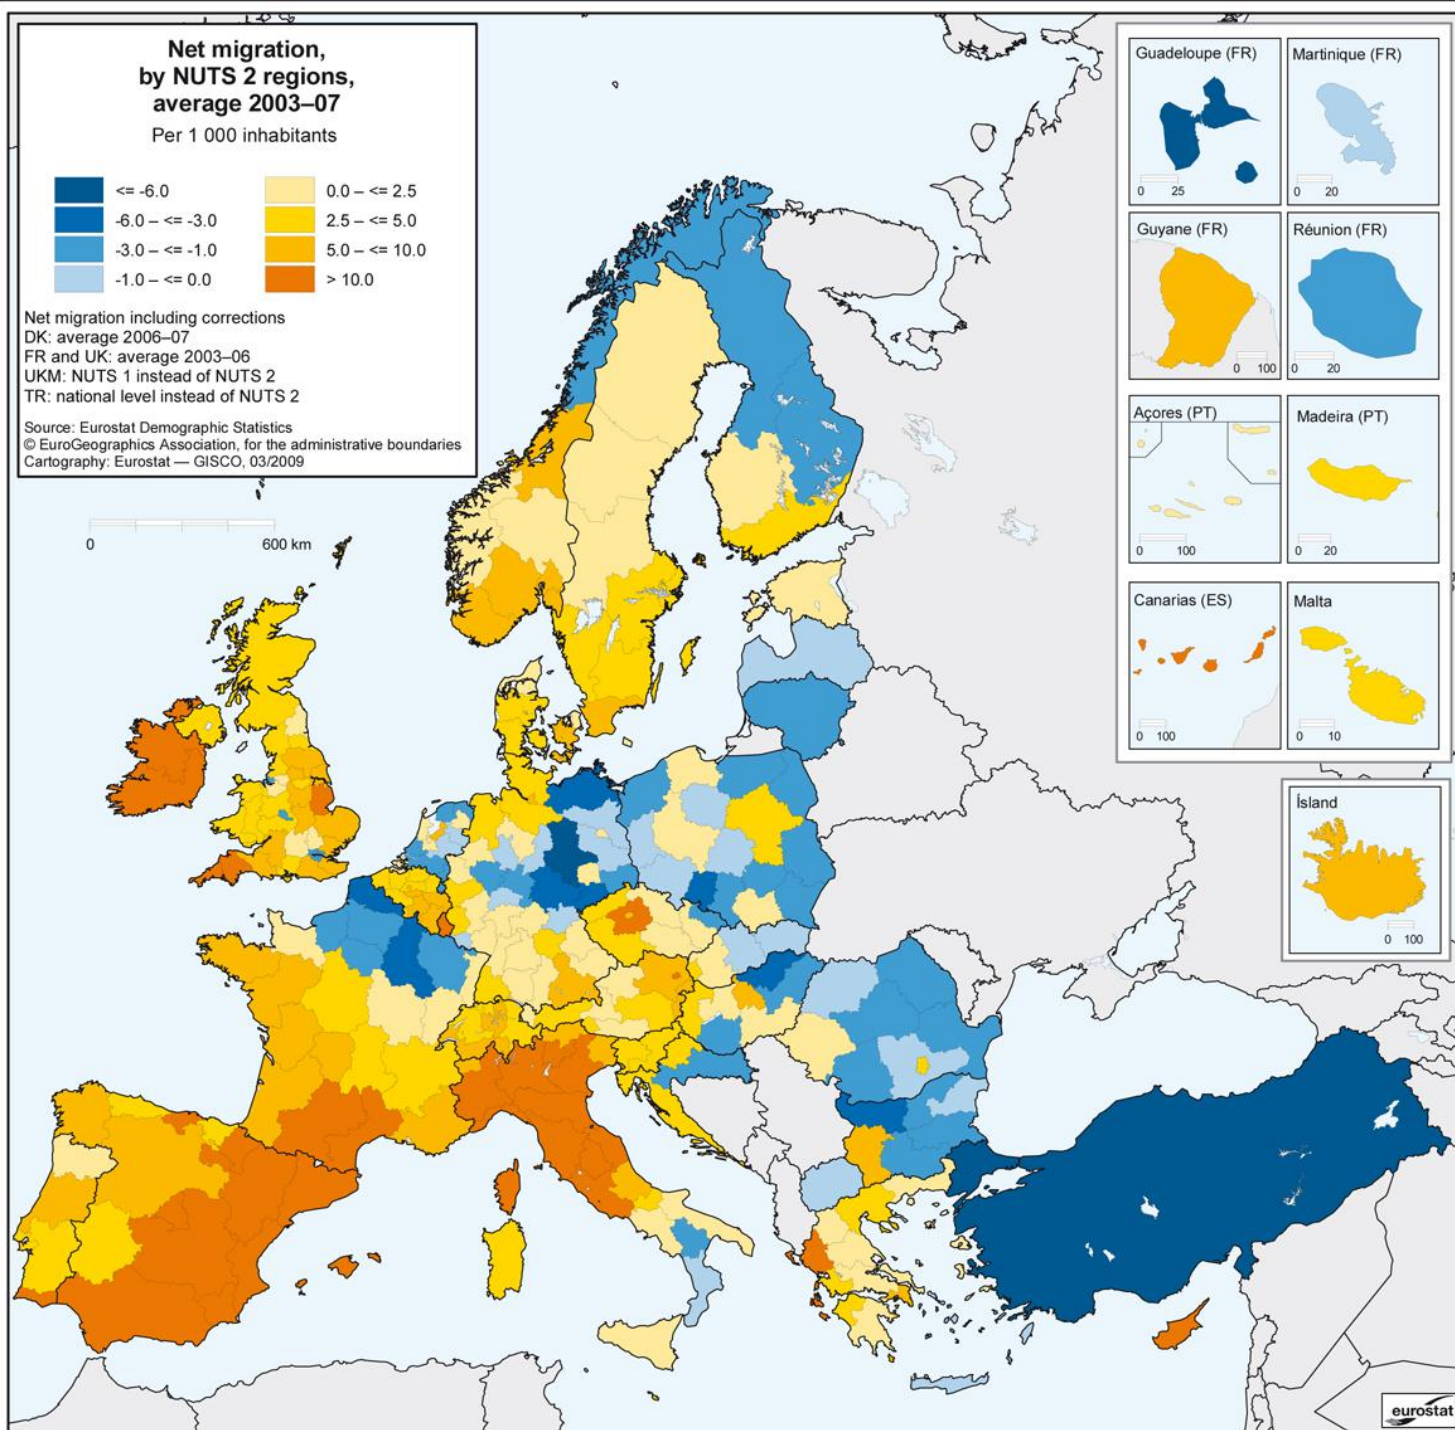 Net migration,
by NUTS 2 regions,
average 2003–07
Per 1 000 inhabitants
<= -6.0
-6.0 – <= -3.0
-3.0 – <= -1.0
-1.0 – <= 0.0
0.0 – <= 2.5
2.5 – <= 5.0
5.0 – <= 10.0
> 10.0
Net migration including corrections
DK: average 2006–07
FR and UK: average 2003–06
UKM: NUTS 1 instead of NUTS 2
TR: national level instead of NUTS 2
Source: Eurostat Demographic Statistics
© EuroGeographics Association, for the administrative boundaries
Cartography: Eurostat — GISCO, 03/2009
0 600 km
Guadeloupe (FR)
0 25
Martinique (FR)
0 20
Guyane (FR)
0 100
Réunion (FR)
0 20
Açores (PT)
0 100
Madeira (PT)
0 20
Canarias (ES)
0 100
Malta
0 10
Ísland
0 100
eurostat